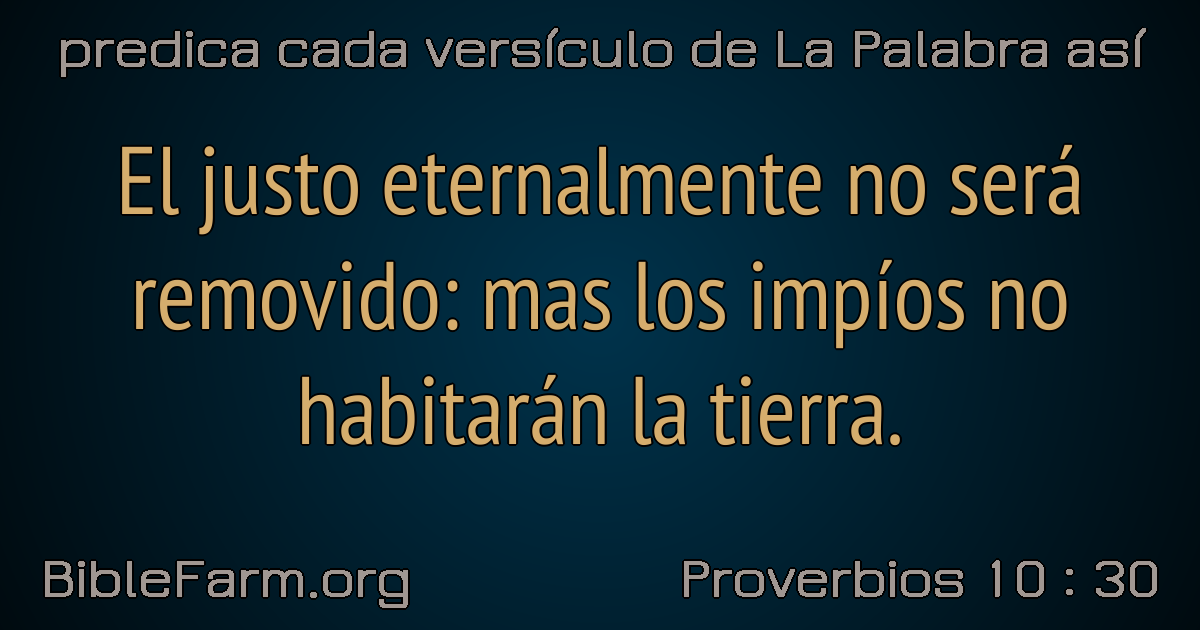 predica cada versículo de La Palabra así
El justo eternalmente no será
removido: mas los impíos no
habitarán la tierra.
BibleFarm.org
Proverbios 10 : 30